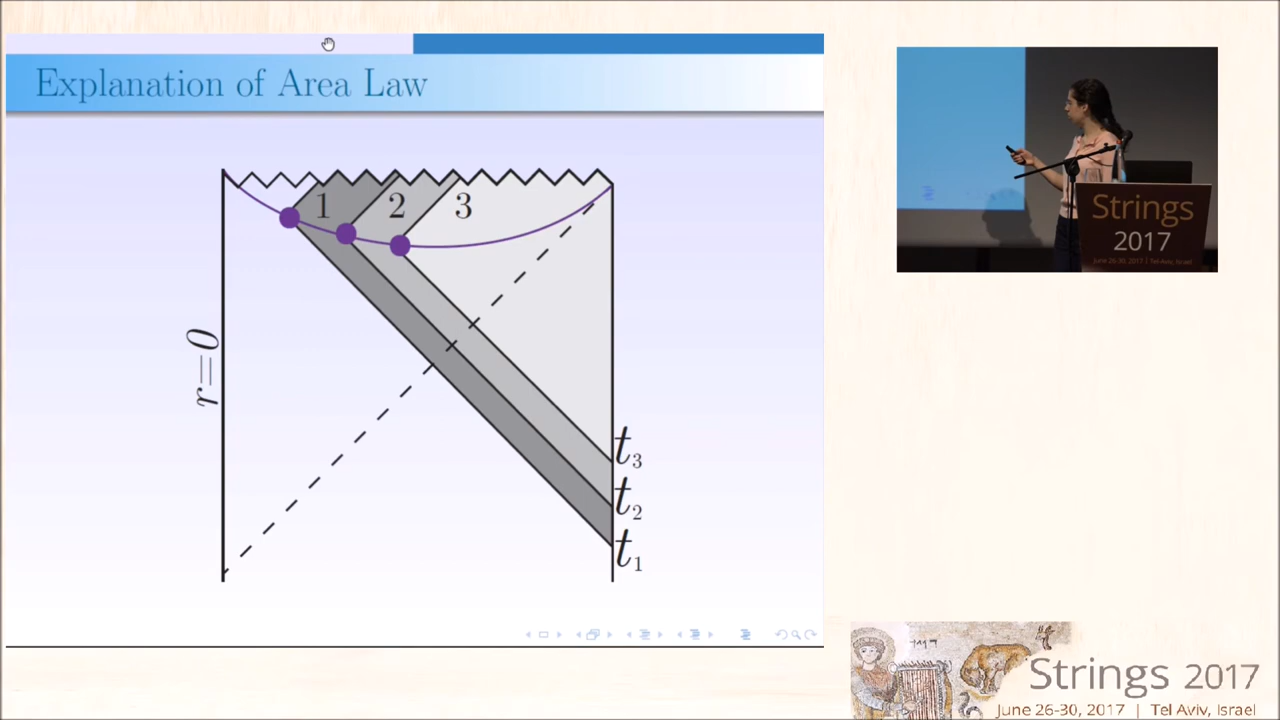 Explanation of Area Law
1
2
3
r=0
t₃
t₂
t₁
Strings
2017
June 26-30, 2017 | Tel Aviv, Israel
Strings 2017
June 26-30, 2017 | Tel Aviv, Israel